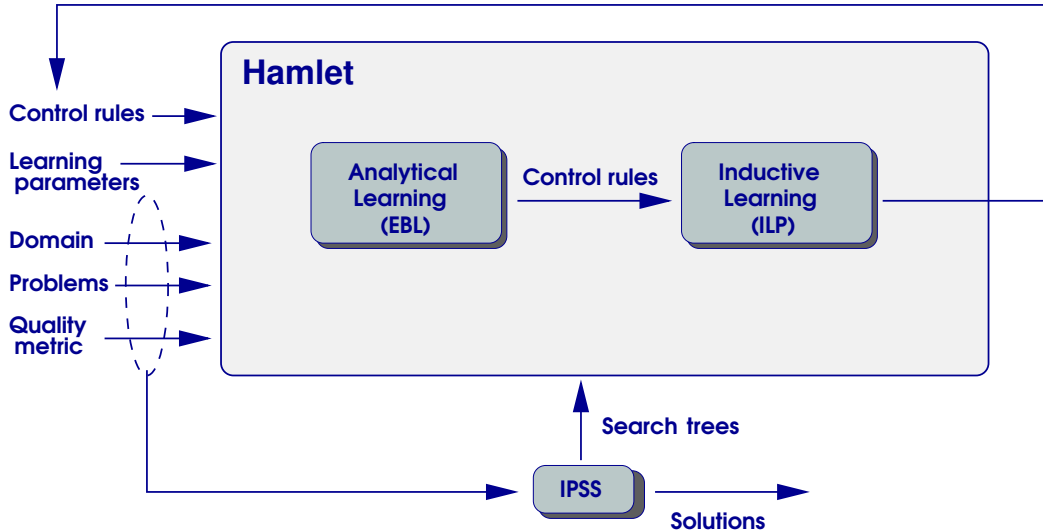 Hamlet
Control rules
Learning
parameters
Domain
Problems
Quality
metric
Analytical
Learning
(EBL)
Control rules
Inductive
Learning
(ILP)
Search trees
IPSS
Solutions